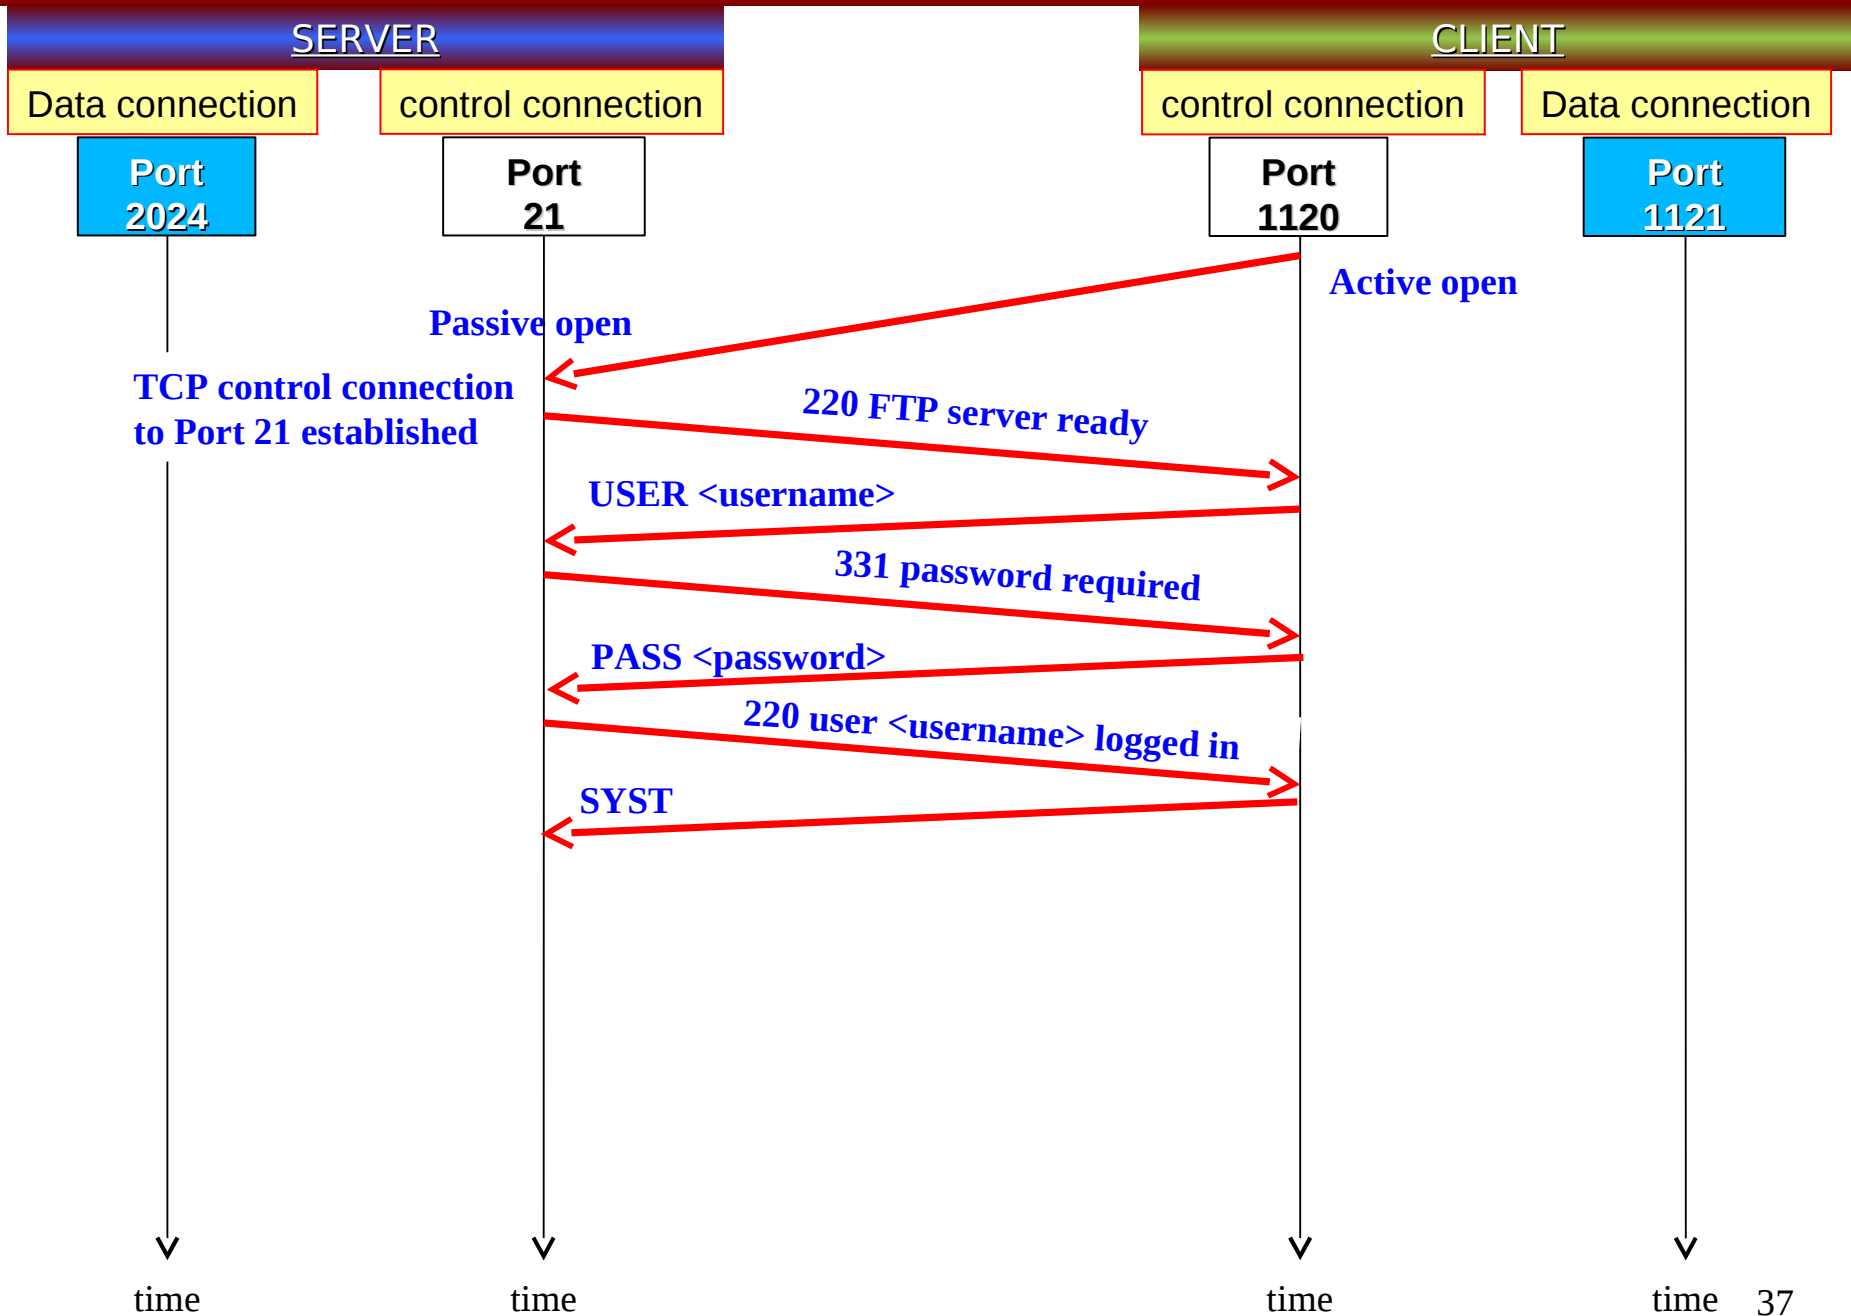 SERVER
CLIENT
Data connection
control connection
control connection
Data connection
Port
2024
Port
21
Port
1120
Port
1121
Active open
Passive open
TCP control connection
to Port 21 established
220 FTP server ready
USER <username>
331 password required
PASS <password>
220 user <username> logged in
SYST
time
time
time
time
37